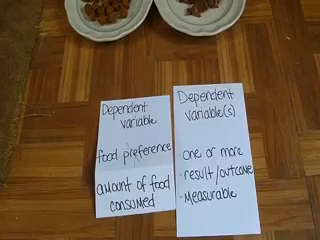 Dependent
variable
food preference
amount of food
consumed
Dependent
variable(s)
· one or more
· result/outcome
· Measurable